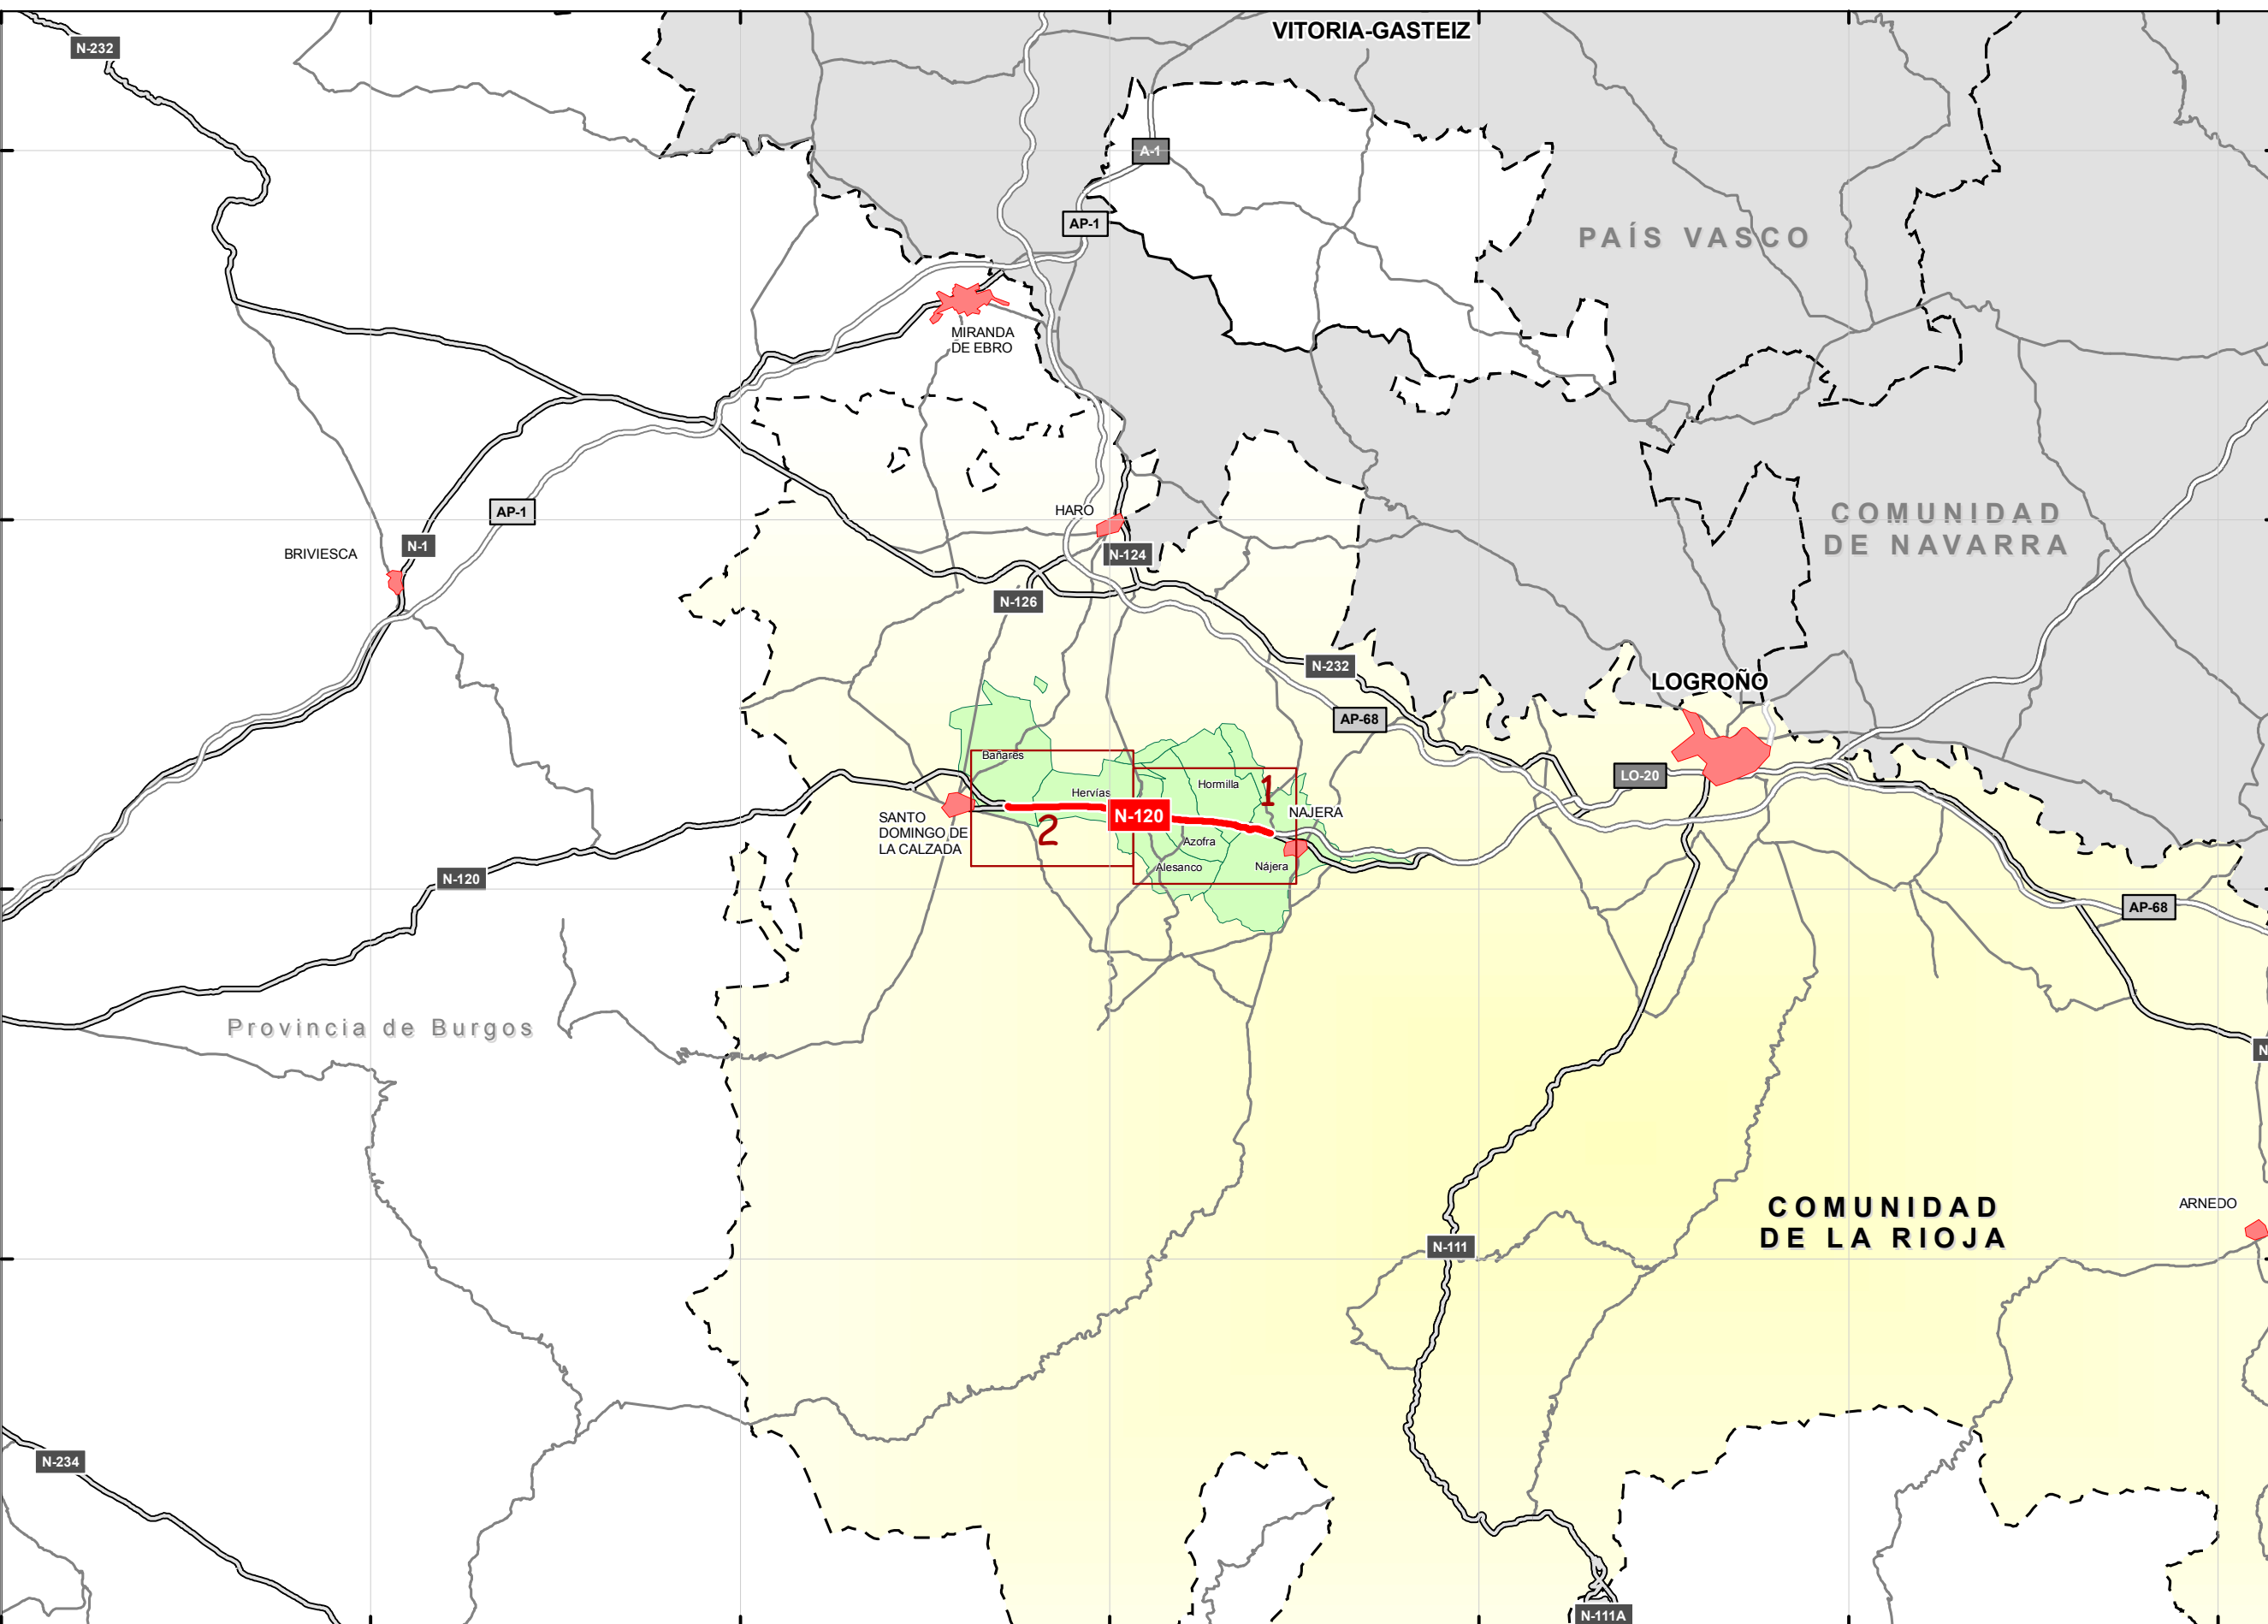 VITORIA-GASTEIZ
N-232
A-1
AP-1
PAÍS VASCO
MIRANDA
DE EBRO
HARO
AP-1
COMUNIDAD
DE NAVARRA
N-1
BRIVIESCA
N-124
N-126
N-232
LOGROÑO
AP-68
Bañares
LO-20
Hormilla
1
Hervías
NAJERA
N-120
SANTO
DOMINGO DE
LA CALZADA
2
Azofra
Alesanco
Nájera
N-120
AP-68
Provincia de Burgos
N
COMUNIDAD
DE LA RIOJA
ARNEDO
N-111
N-234
N-111A